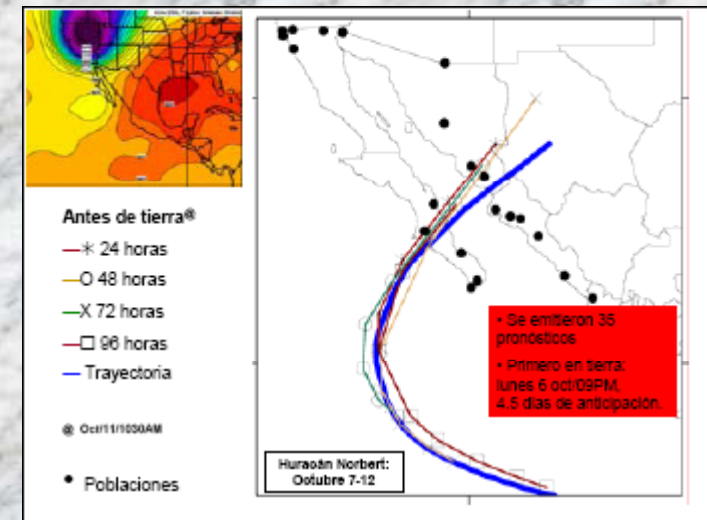 Antes de tierra@
24 horas
O 48 horas
X 72 horas
96 horas
Trayectoria
@ Oct/11/1030AM
• Poblaciones
• Se emitieron 35
pronósticos
• Primero en tierra:
lunes 6 oct/09PM,
4.5 días de anticipación.
Huracán Norbert:
Octubre 7-12